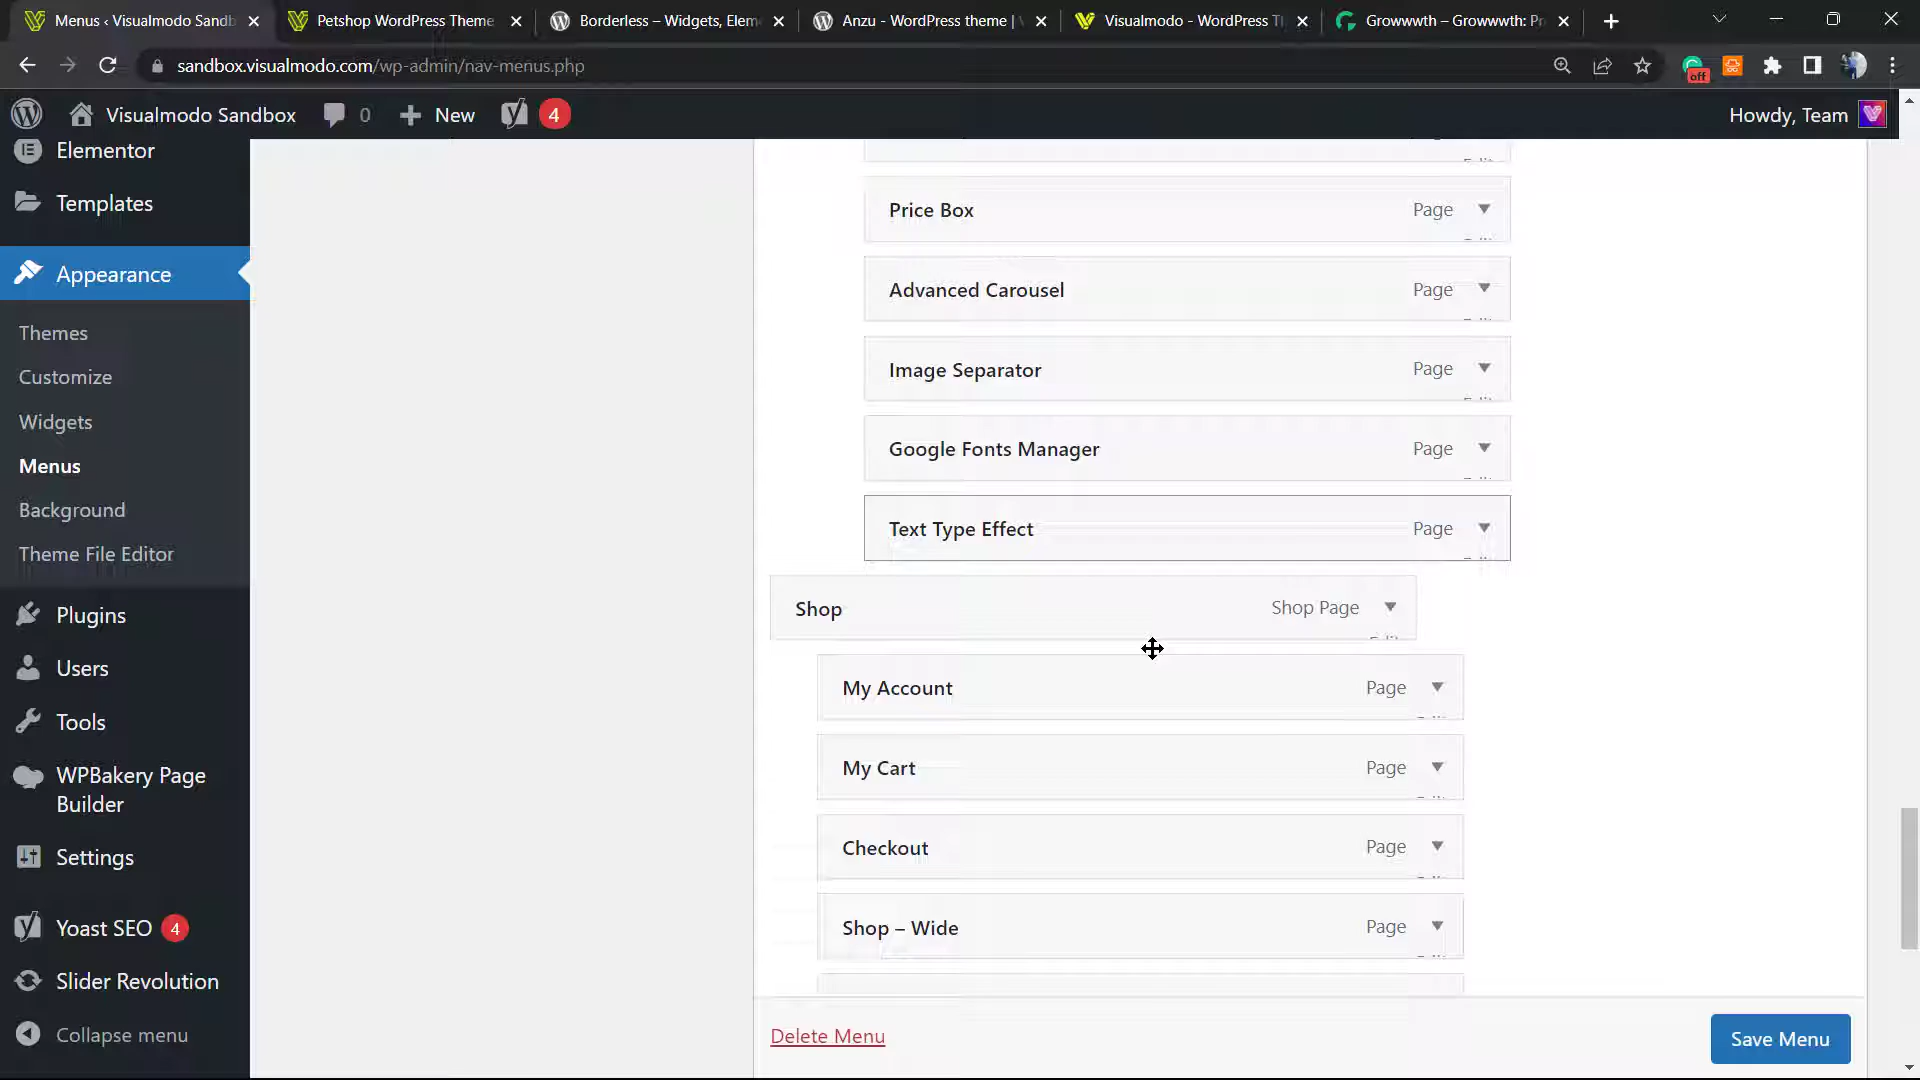 Menus ‹ Visualmodo Sandb
Petshop WordPress Theme
Borderless – Widgets, Elem
Anzu - WordPress theme |
Visualmodo - WordPress T
Growwwth – Growwwth: Pr
sandbox.visualmodo.com/wp-admin/nav-menus.php
off
Visualmodo Sandbox
0
New
4
Howdy, Team
Elementor
Templates
Appearance
Themes
Customize
Widgets
Menus
Background
Theme File Editor
Plugins
Users
Tools
WPBakery Page
Builder
Settings
Yoast SEO 4
Slider Revolution
Collapse menu
Price Box Page
Advanced Carousel Page
Image Separator Page
Google Fonts Manager Page
Text Type Effect Page
Shop Shop Page
My Account Page
My Cart Page
Checkout Page
Shop – Wide Page
Delete Menu
Save Menu